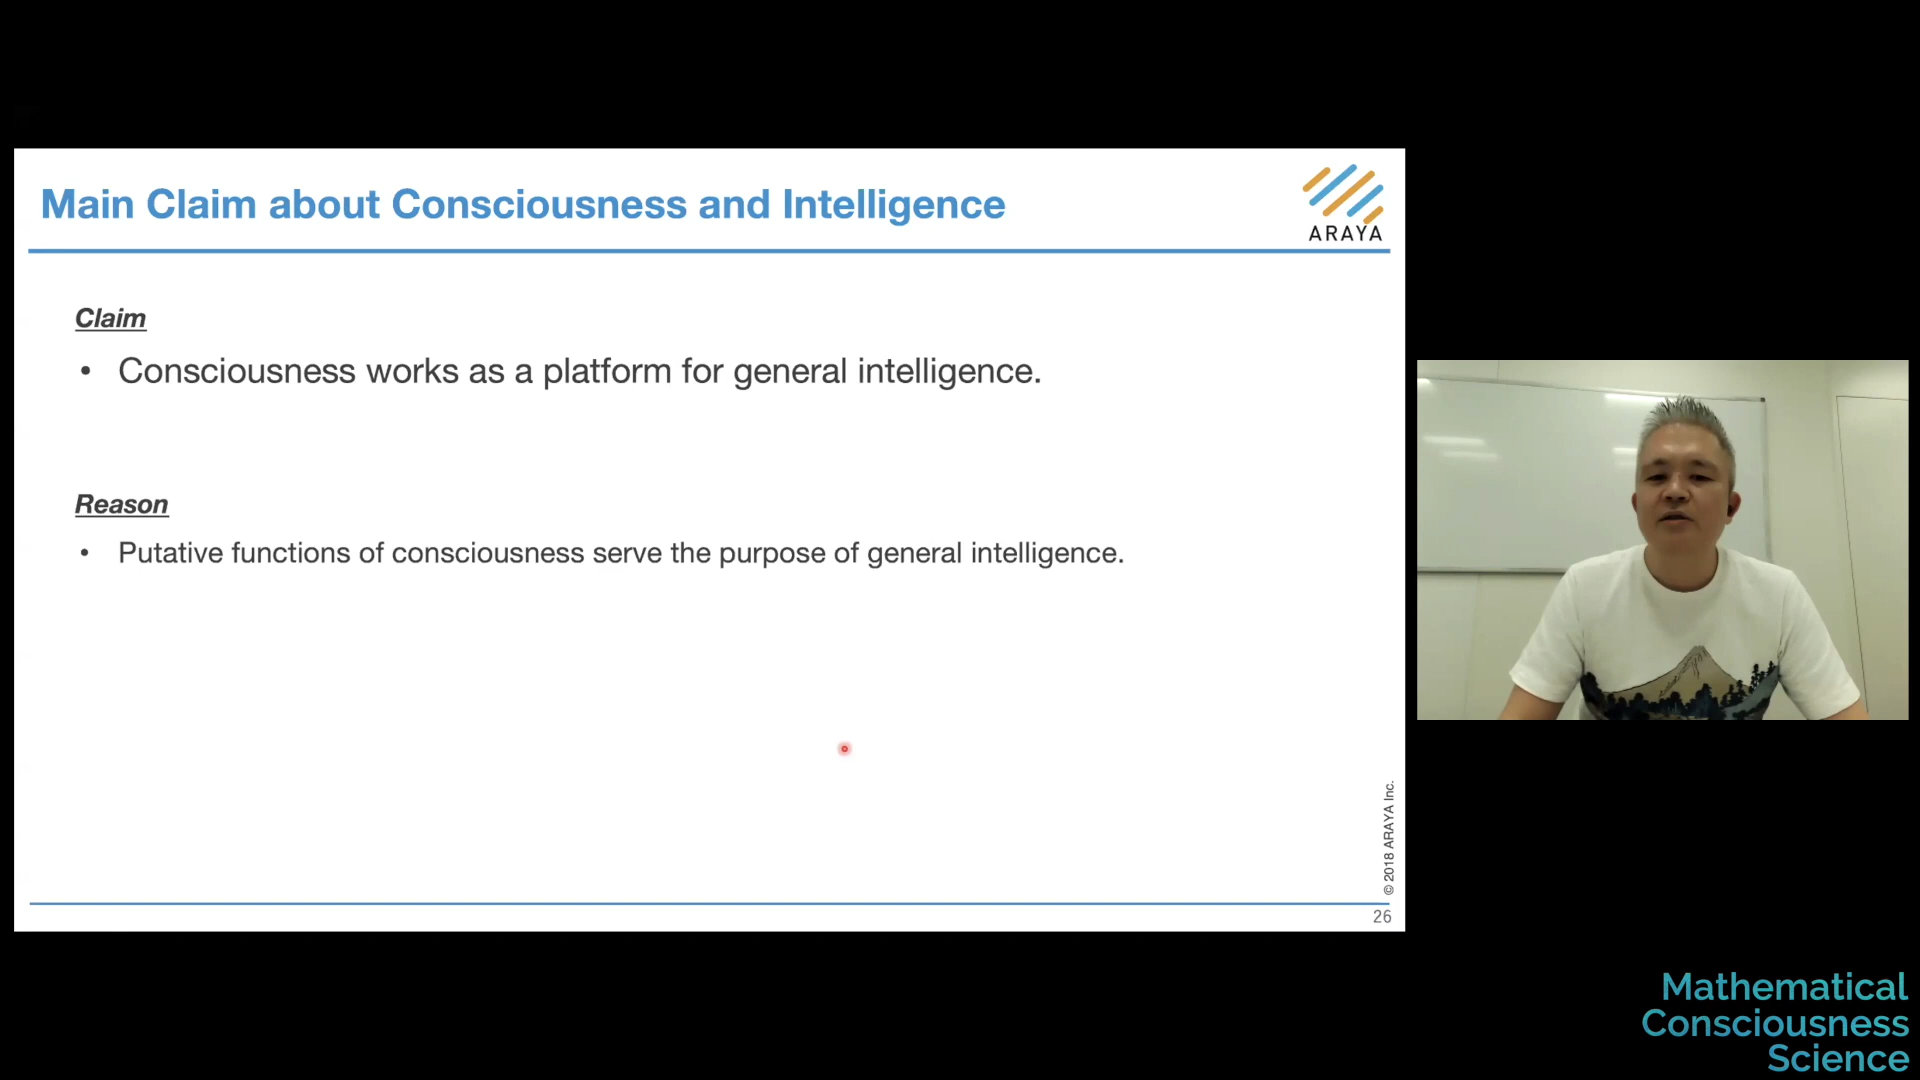 Main Claim about Consciousness and Intelligence
ARAYA
Claim
• Consciousness works as a platform for general intelligence.
Reason
• Putative functions of consciousness serve the purpose of general intelligence.
© 2018 ARAYA Inc.
26
Mathematical
Consciousness
Science